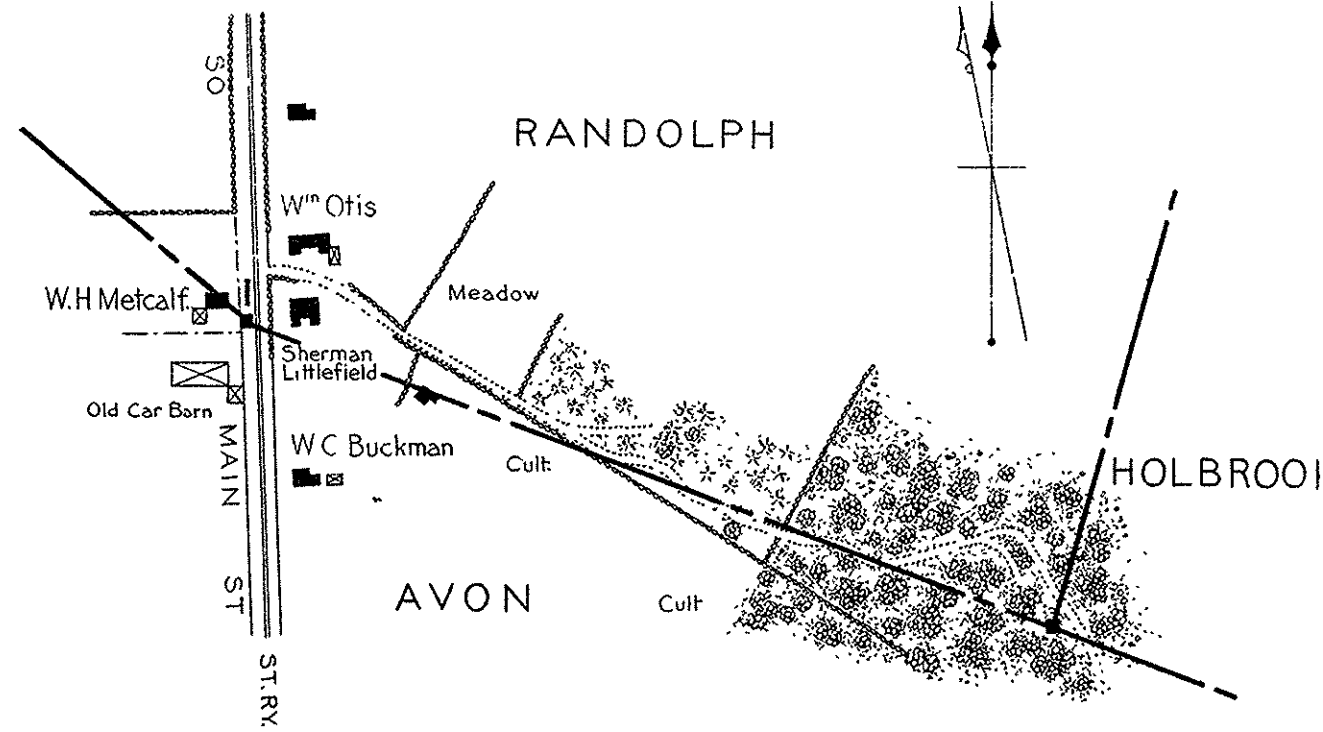 SO
RANDOLPH
Wm Otis
W.H Metcalf.
Meadow
Sherman
Littlefield
Old Car Barn
MAIN
W C Buckman
Cult
HOLBROOI
ST
AVON
Cult
ST.RY.